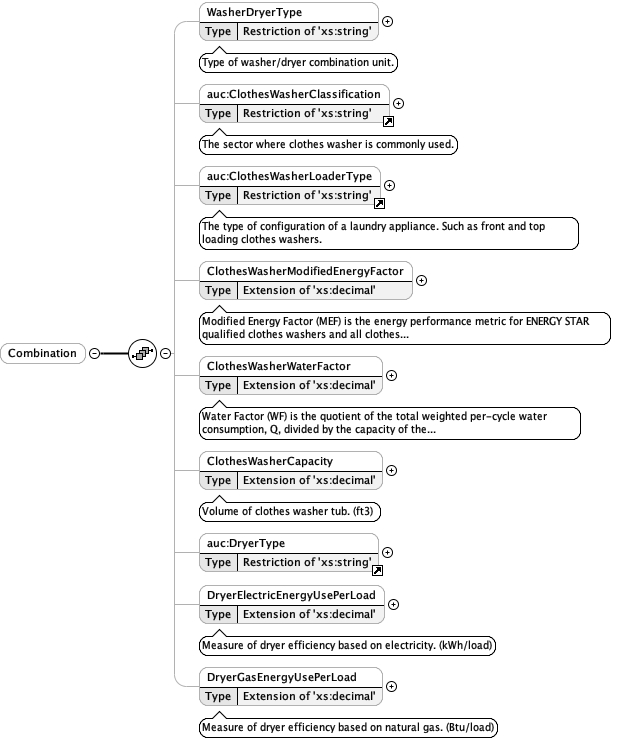 WasherDryerType
Type Restriction of 'xs:string'
Type of washer/dryer combination unit.
auc:ClothesWasherClassification
Type Restriction of 'xs:string'
The sector where clothes washer is commonly used.
auc:ClothesWasherLoaderType
Type Restriction of 'xs:string'
The type of configuration of a laundry appliance. Such as front and top
loading clothes washers.
ClothesWasherModifiedEnergyFactor
Type Extension of 'xs:decimal'
Modified Energy Factor (MEF) is the energy performance metric for ENERGY STAR
qualified clothes washers and all clothes...
Combination
ClothesWasherWaterFactor
Type Extension of 'xs:decimal'
Water Factor (WF) is the quotient of the total weighted per-cycle water
consumption, Q, divided by the capacity of the...
ClothesWasherCapacity
Type Extension of 'xs:decimal'
Volume of clothes washer tub. (ft3)
auc:DryerType
Type Restriction of 'xs:string'
DryerElectricEnergyUsePerLoad
Type Extension of 'xs:decimal'
Measure of dryer efficiency based on electricity. (kWh/load)
DryerGasEnergyUsePerLoad
Type Extension of 'xs:decimal'
Measure of dryer efficiency based on natural gas. (Btu/load)